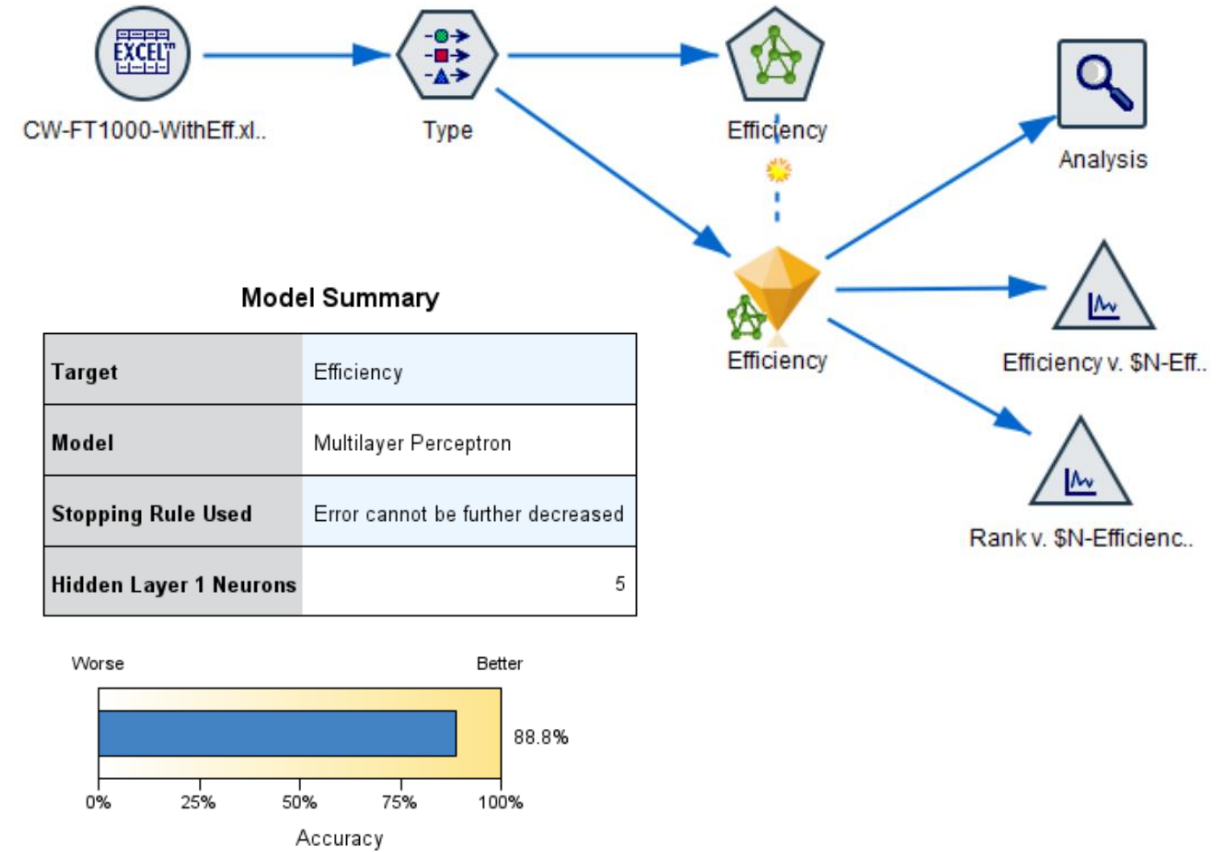 EXCEL™
CW-FT1000-WithEff.xl..
Type
Efficiency
Analysis
Efficiency
Efficiency v. $N-Eff..
Rank v. $N-Efficienc..
Model Summary
Target Efficiency
Model Multilayer Perceptron
Stopping Rule Used Error cannot be further decreased
Hidden Layer 1 Neurons 5
Worse Better
88.8%
0% 25% 50% 75% 100%
Accuracy